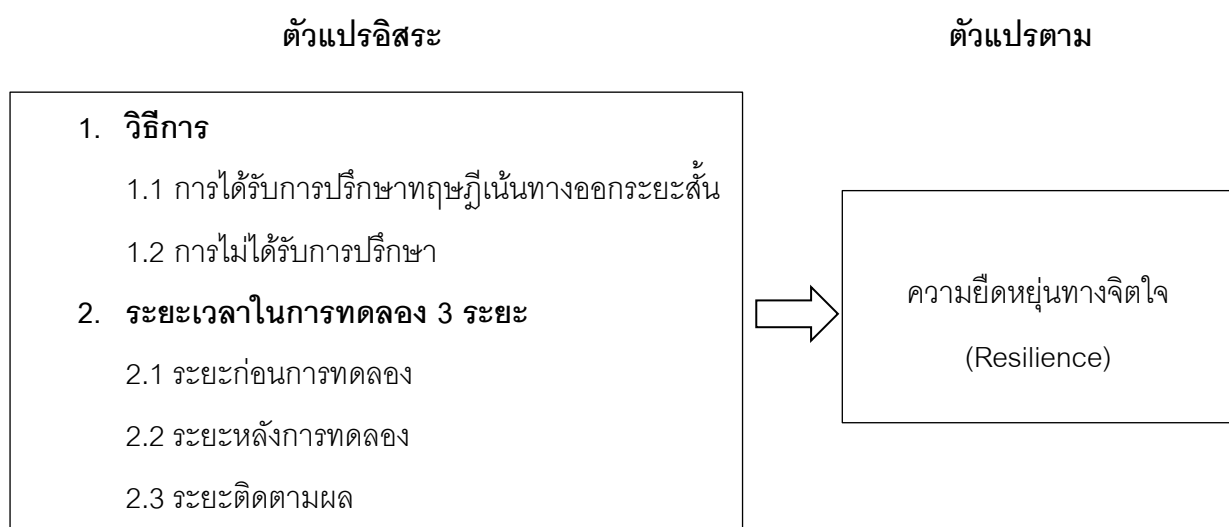 ตัวแปรอิสระ
ตัวแปรตาม
1. วิธีการ
1.1 การได้รับการปรึกษาทฤษฎีเน้นทางออกระยะสั้น
1.2 การไม่ได้รับการปรึกษา
2. ระยะเวลาในการทดลอง 3 ระยะ
2.1 ระยะก่อนการทดลอง
2.2 ระยะหลังการทดลอง
2.3 ระยะติดตามผล
ความยืดหยุ่นทางจิตใจ
(Resilience)